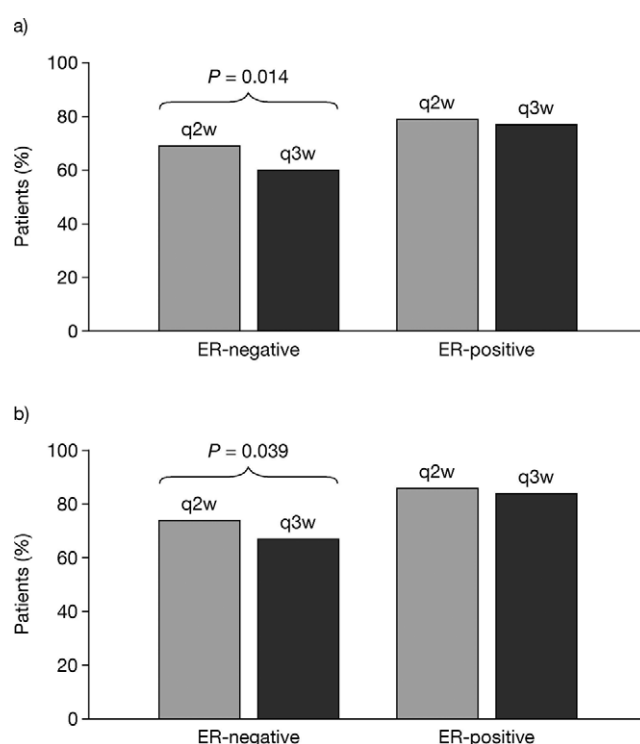 a)
100
P = 0.014
80
q2w
q3w
q2w
q3w
60
Patients (%)
40
20
0
ER-negative
ER-positive
b)
100
P = 0.039
80
q2w
q3w
q2w
q3w
60
Patients (%)
40
20
0
ER-negative
ER-positive